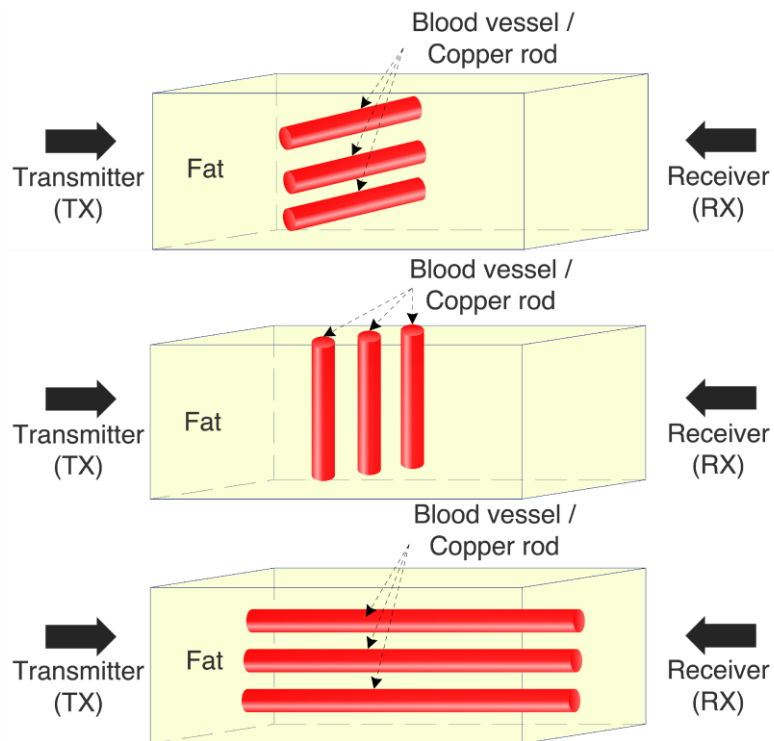 Blood vessel /
Copper rod
Transmitter
(TX)
Fat
Receiver
(RX)
Blood vessel /
Copper rod
Transmitter
(TX)
Fat
Receiver
(RX)
Blood vessel /
Copper rod
Transmitter
(TX)
Fat
Receiver
(RX)